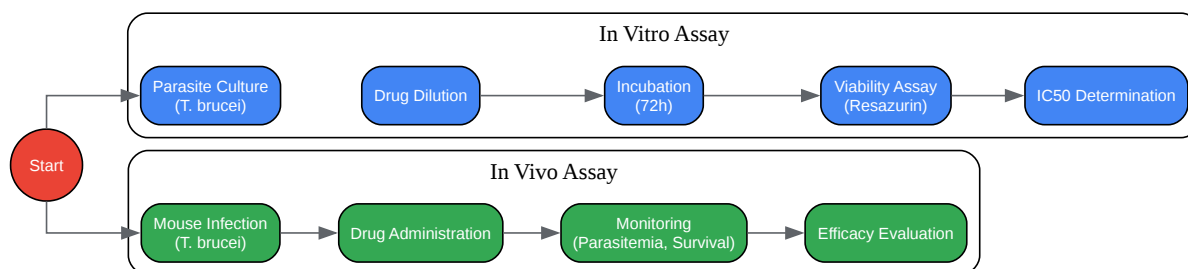 In Vitro Assay
Parasite Culture
(T. brucei)
Drug Dilution
Incubation
(72h)
Viability Assay
(Resazurin)
IC50 Determination
Start
In Vivo Assay
Mouse Infection
(T. brucei)
Drug Administration
Monitoring
(Parasitemia, Survival)
Efficacy Evaluation